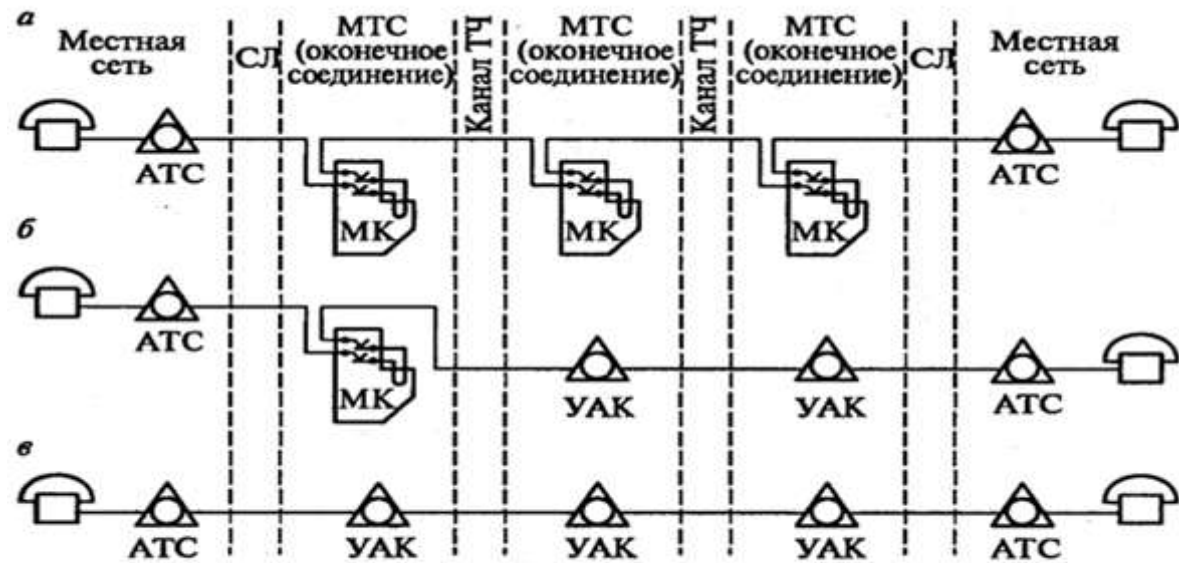 а
Местная
сеть
СЛ
МТС
(оконечное
соединение)
Канал ТЧ
МТС
(оконечное
соединение)
Канал ТЧ
МТС
(оконечное
соединение)
СЛ
Местная
сеть
АТС
МК
МК
МК
АТС
б
АТС
МК
УАК
УАК
АТС
в
АТС
УАК
УАК
УАК
АТС